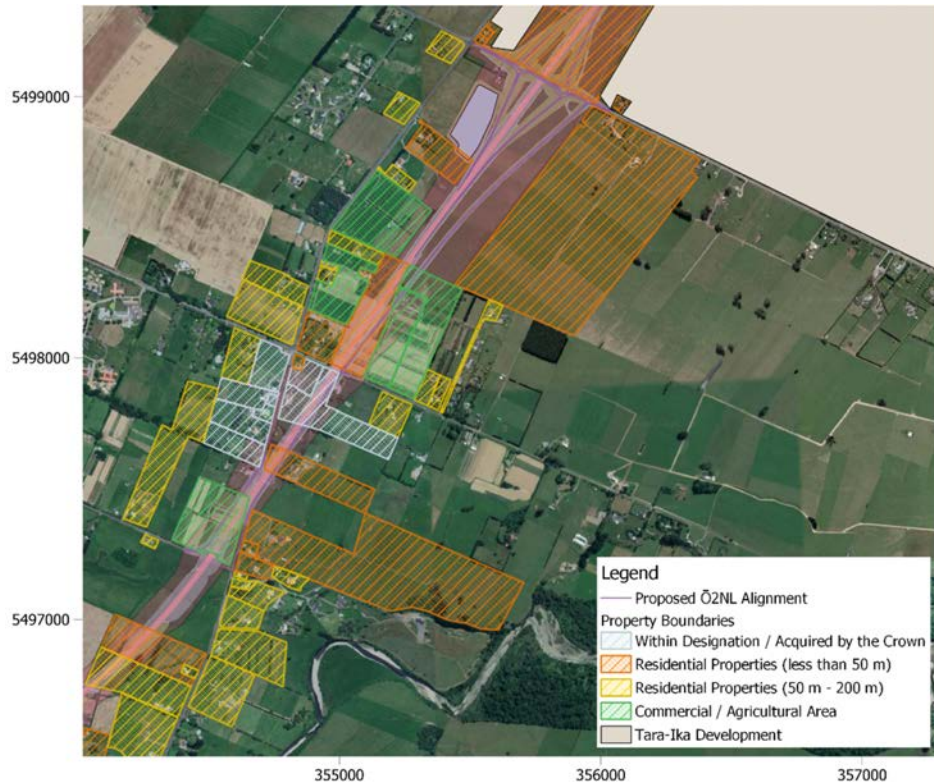 5499000
5498000
5497000
Legend
Proposed Ō2NL Alignment
Property Boundaries
Within Designation / Acquired by the Crown
Residential Properties (less than 50 m)
Residential Properties (50 m - 200 m)
Commercial / Agricultural Area
Tara-Ika Development
355000
356000
357000